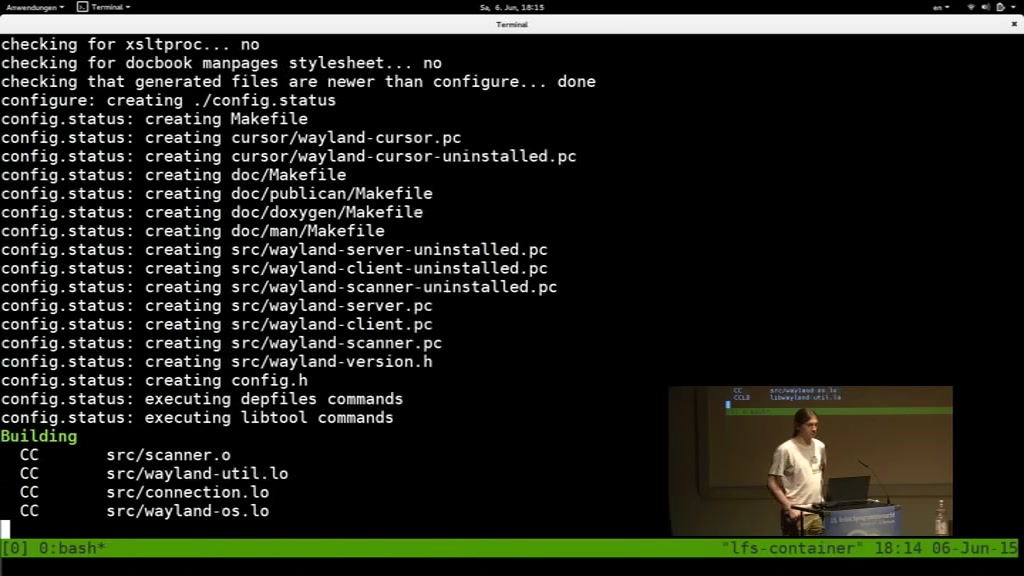 Anwendungen Terminal Sa, 6. Jun, 18:15 en
Terminal
checking for xsltproc... no
checking for docbook manpages stylesheet... no
checking that generated files are newer than configure... done
configure: creating ./config.status
config.status: creating Makefile
config.status: creating cursor/wayland-cursor.pc
config.status: creating cursor/wayland-cursor-uninstalled.pc
config.status: creating doc/Makefile
config.status: creating doc/publican/Makefile
config.status: creating doc/doxygen/Makefile
config.status: creating doc/man/Makefile
config.status: creating src/wayland-server-uninstalled.pc
config.status: creating src/wayland-client-uninstalled.pc
config.status: creating src/wayland-scanner-uninstalled.pc
config.status: creating src/wayland-server.pc
config.status: creating src/wayland-client.pc
config.status: creating src/wayland-scanner.pc
config.status: creating src/wayland-version.h
config.status: creating config.h
config.status: executing depfiles commands
config.status: executing libtool commands
Building
CC src/scanner.o
CC src/wayland-util.lo
CC src/connection.lo
CC src/wayland-os.lo
[0] 0:bash* "lfs-container" 18:14 06-Jun-15
CC src/wayland-os.lo
CCLD libwayland-util.la